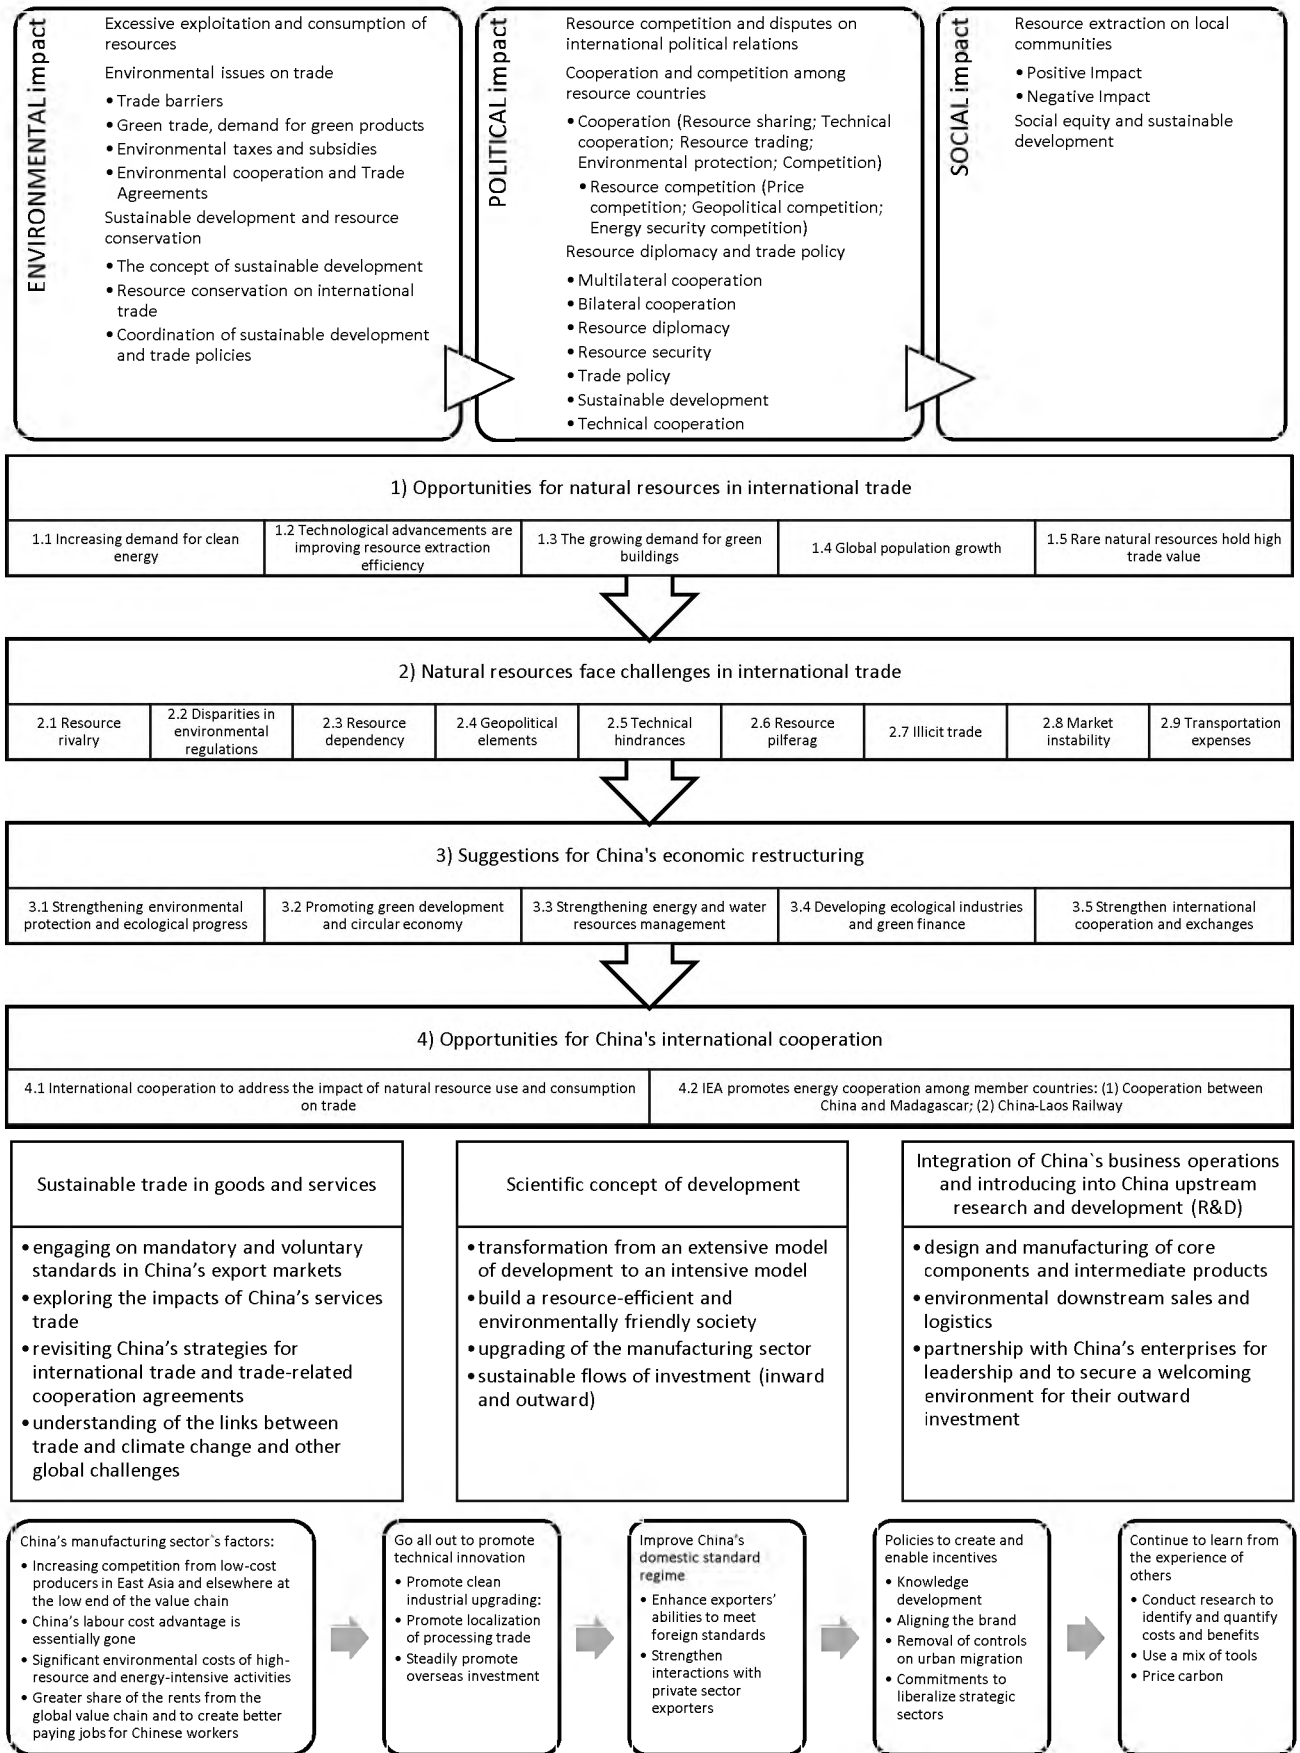 ENVIRONMENTAL impact
Excessive exploitation and consumption of
resources
Environmental issues on trade
• Trade barriers
• Green trade, demand for green products
• Environmental taxes and subsidies
• Environmental cooperation and Trade
Agreements
Sustainable development and resource
conservation
• The concept of sustainable development
• Resource conservation on international
trade
• Coordination of sustainable development
and trade policies
POLITICAL impact
Resource competition and disputes on
international political relations
Cooperation and competition among
resource countries
• Cooperation (Resource sharing; Technical
cooperation; Resource trading;
Environmental protection; Competition)
• Resource competition (Price
competition; Geopolitical competition;
Energy security competition)
Resource diplomacy and trade policy
• Multilateral cooperation
• Bilateral cooperation
• Resource diplomacy
• Resource security
• Trade policy
• Sustainable development
• Technical cooperation
SOCIAL impact
Resource extraction on local
communities
• Positive Impact
• Negative Impact
Social equity and sustainable
development
1) Opportunities for natural resources in international trade
1.1 Increasing demand for clean
energy
1.2 Technological advancements are
improving resource extraction
efficiency
1.3 The growing demand for green
buildings
1.4 Global population growth
1.5 Rare natural resources hold high
trade value
2) Natural resources face challenges in international trade
2.1 Resource
rivalry
2.2 Disparities in
environmental
regulations
2.3 Resource
dependency
2.4 Geopolitical
elements
2.5 Technical
hindrances
2.6 Resource
pilferag
2.7 Illicit trade
2.8 Market
instability
2.9 Transportation
expenses
3) Suggestions for China's economic restructuring
3.1 Strengthening environmental
protection and ecological progress
3.2 Promoting green development
and circular economy
3.3 Strengthening energy and water
resources management
3.4 Developing ecological industries
and green finance
3.5 Strengthen international
cooperation and exchanges
4) Opportunities for China's international cooperation
4.1 International cooperation to address the impact of natural resource use and consumption
on trade
4.2 IEA promotes energy cooperation among member countries: (1) Cooperation between
China and Madagascar; (2) China-Laos Railway
Sustainable trade in goods and services
• engaging on mandatory and voluntary
standards in China's export markets
• exploring the impacts of China's services
trade
• revisiting China's strategies for
international trade and trade-related
cooperation agreements
• understanding of the links between
trade and climate change and other
global challenges
Scientific concept of development
• transformation from an extensive model
of development to an intensive model
• build a resource-efficient and
environmentally friendly society
• upgrading of the manufacturing sector
• sustainable flows of investment (inward
and outward)
Integration of China`s business operations
and introducing into China upstream
research and development (R&D)
• design and manufacturing of core
components and intermediate products
• environmental downstream sales and
logistics
• partnership with China's enterprises for
leadership and to secure a welcoming
environment for their outward
investment
China's manufacturing sector`s factors:
• Increasing competition from low-cost
producers in East Asia and elsewhere at
the low end of the value chain
• China's labour cost advantage is
essentially gone
• Significant environmental costs of high-
resource and energy-intensive activities
• Greater share of the rents from the
global value chain and to create better
paying jobs for Chinese workers
Go all out to promote
technical innovation
• Promote clean
industrial upgrading:
• Promote localization
of processing trade
• Steadily promote
overseas investment
Improve China's
domestic standard
regime
• Enhance exporters'
abilities to meet
foreign standards
• Strengthen
interactions with
private sector
exporters
Policies to create and
enable incentives
• Knowledge
development
• Aligning the brand
• Removal of controls
on urban migration
• Commitments to
liberalize strategic
sectors
Continue to learn from
the experience of
others
• Conduct research to
identify and quantify
costs and benefits
• Use a mix of tools
• Price carbon